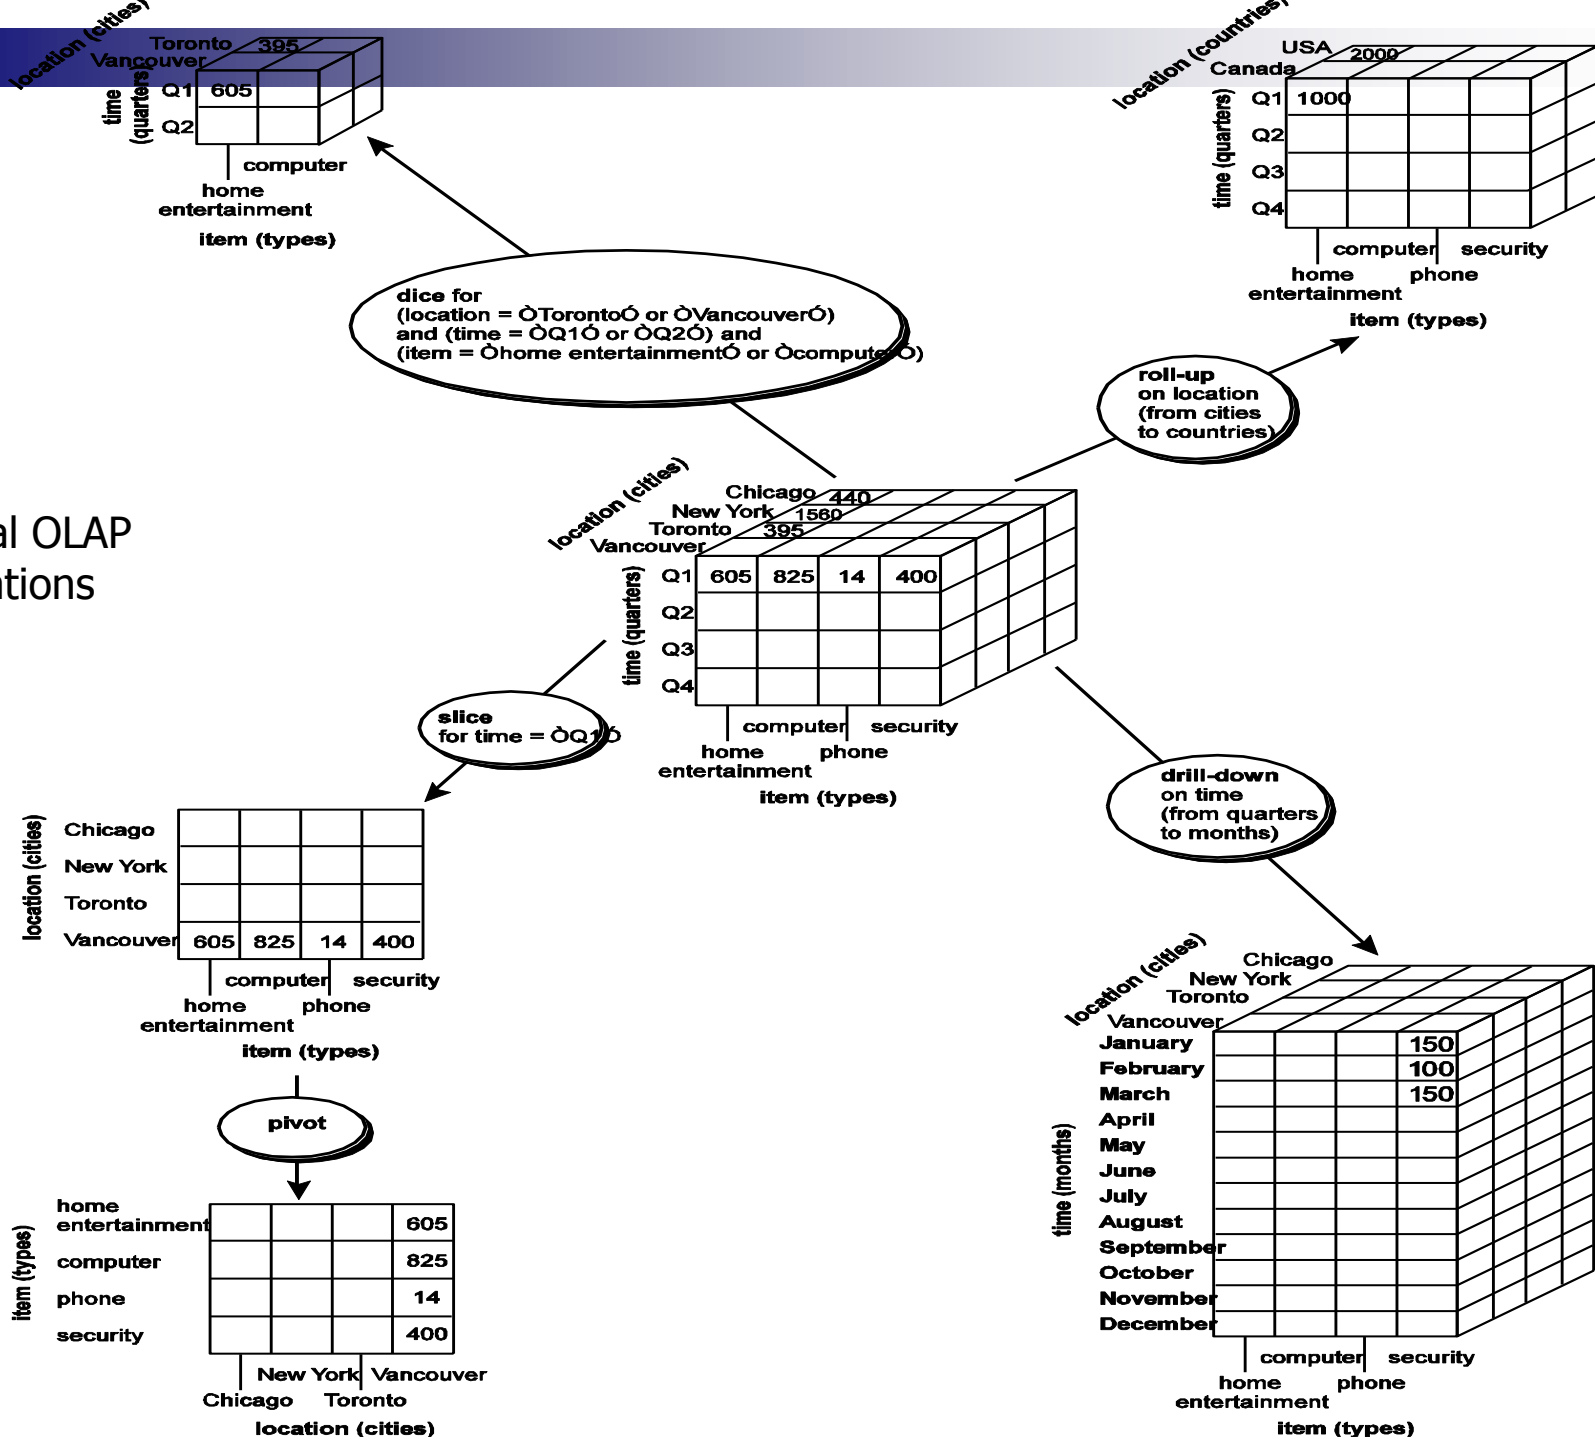 location (cities)
Toronto 395
Vancouver
time (quarters)
Q1 605
Q2
computer
home
entertainment
item (types)
location (countries)
USA 2000
Canada
time (quarters)
Q1 1000
Q2
Q3
Q4
computer security
home phone
entertainment
item (types)
dice for
(location = ÒTorontoÓ or ÒVancouverÓ)
and (time = ÒQ1Ó or ÒQ2Ó) and
(item = Òhome entertainmentÓ or ÒcomputerÓ)
roll-up
on location
(from cities
to countries)
al OLAP
ations
location (cities)
Chicago 440
New York 1560
Toronto 395
Vancouver
time (quarters)
Q1 605 825 14 400
Q2
Q3
Q4
computer security
home phone
entertainment
item (types)
slice
for time = ÒQ1Ó
drill-down
on time
(from quarters
to months)
location (cities)
Chicago
New York
Toronto
Vancouver 605 825 14 400
computer security
home phone
entertainment
item (types)
pivot
item (types)
home
entertainment 605
computer 825
phone 14
security 400
New York Vancouver
Chicago Toronto
location (cities)
location (cities)
Chicago
New York
Toronto
Vancouver
time (months)
January 150
February 100
March 150
April
May
June
July
August
September
October
November
December
computer security
home phone
entertainment
item (types)